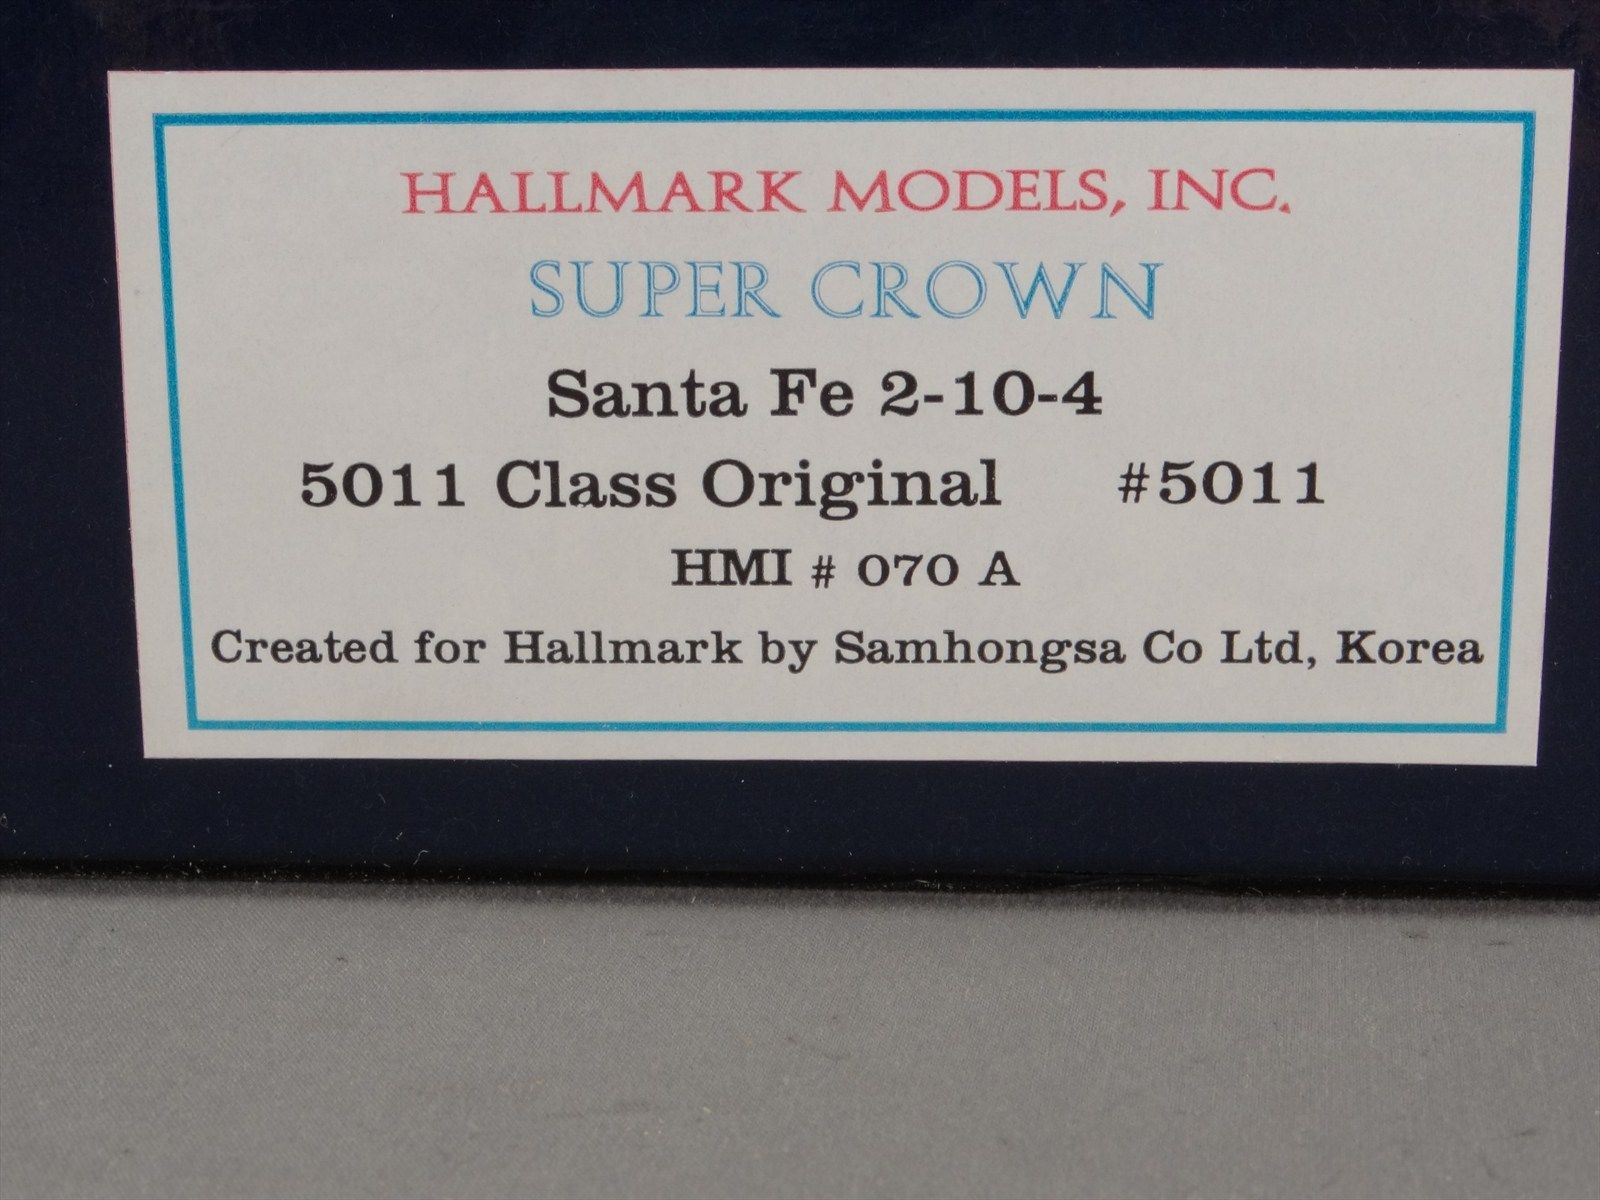 HALLMARK MODELS, INC.
SUPER CROWN
Santa Fe 2-10-4
5011 Class Original #5011
HMI # 070 A
Created for Hallmark by Samhongsa Co Ltd, Korea